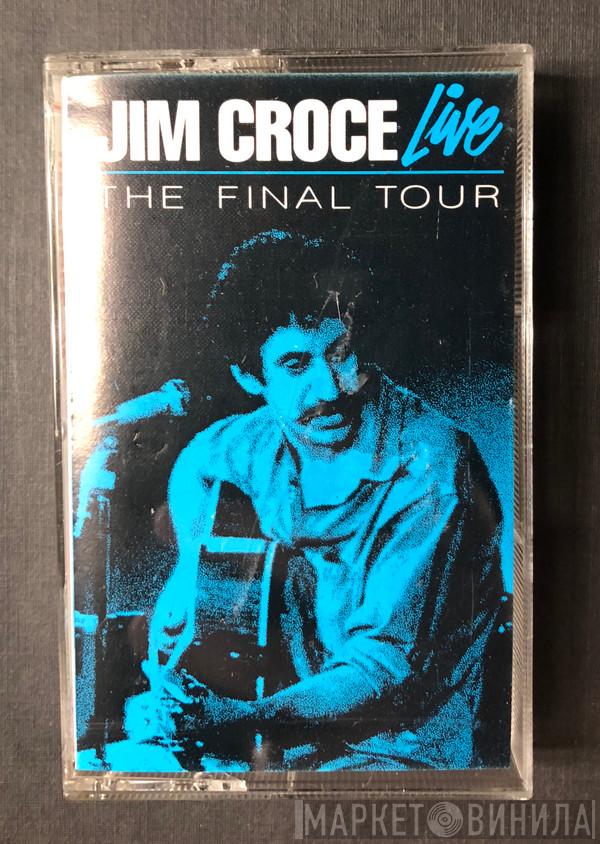 JIM CROCE Live
THE FINAL TOUR
МАРКЕТ ВИНИЛА